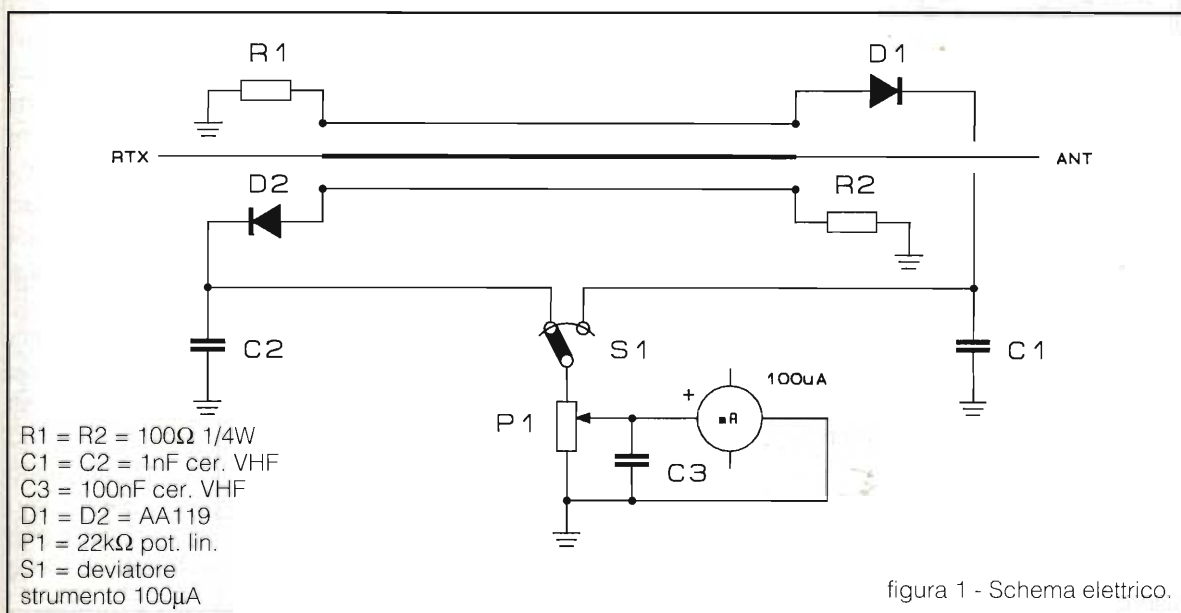 R1
D1
RTX
ANT
D2
R2
C2
S1
C1
100uA
+
P1
C3
R1 = R2 = 100Ω 1/4W
C1 = C2 = 1nF cer. VHF
C3 = 100nF cer. VHF
D1 = D2 = AA119
P1 = 22kΩ pot. lin.
S1 = deviatore
strumento 100µA
figura 1 - Schema elettrico.